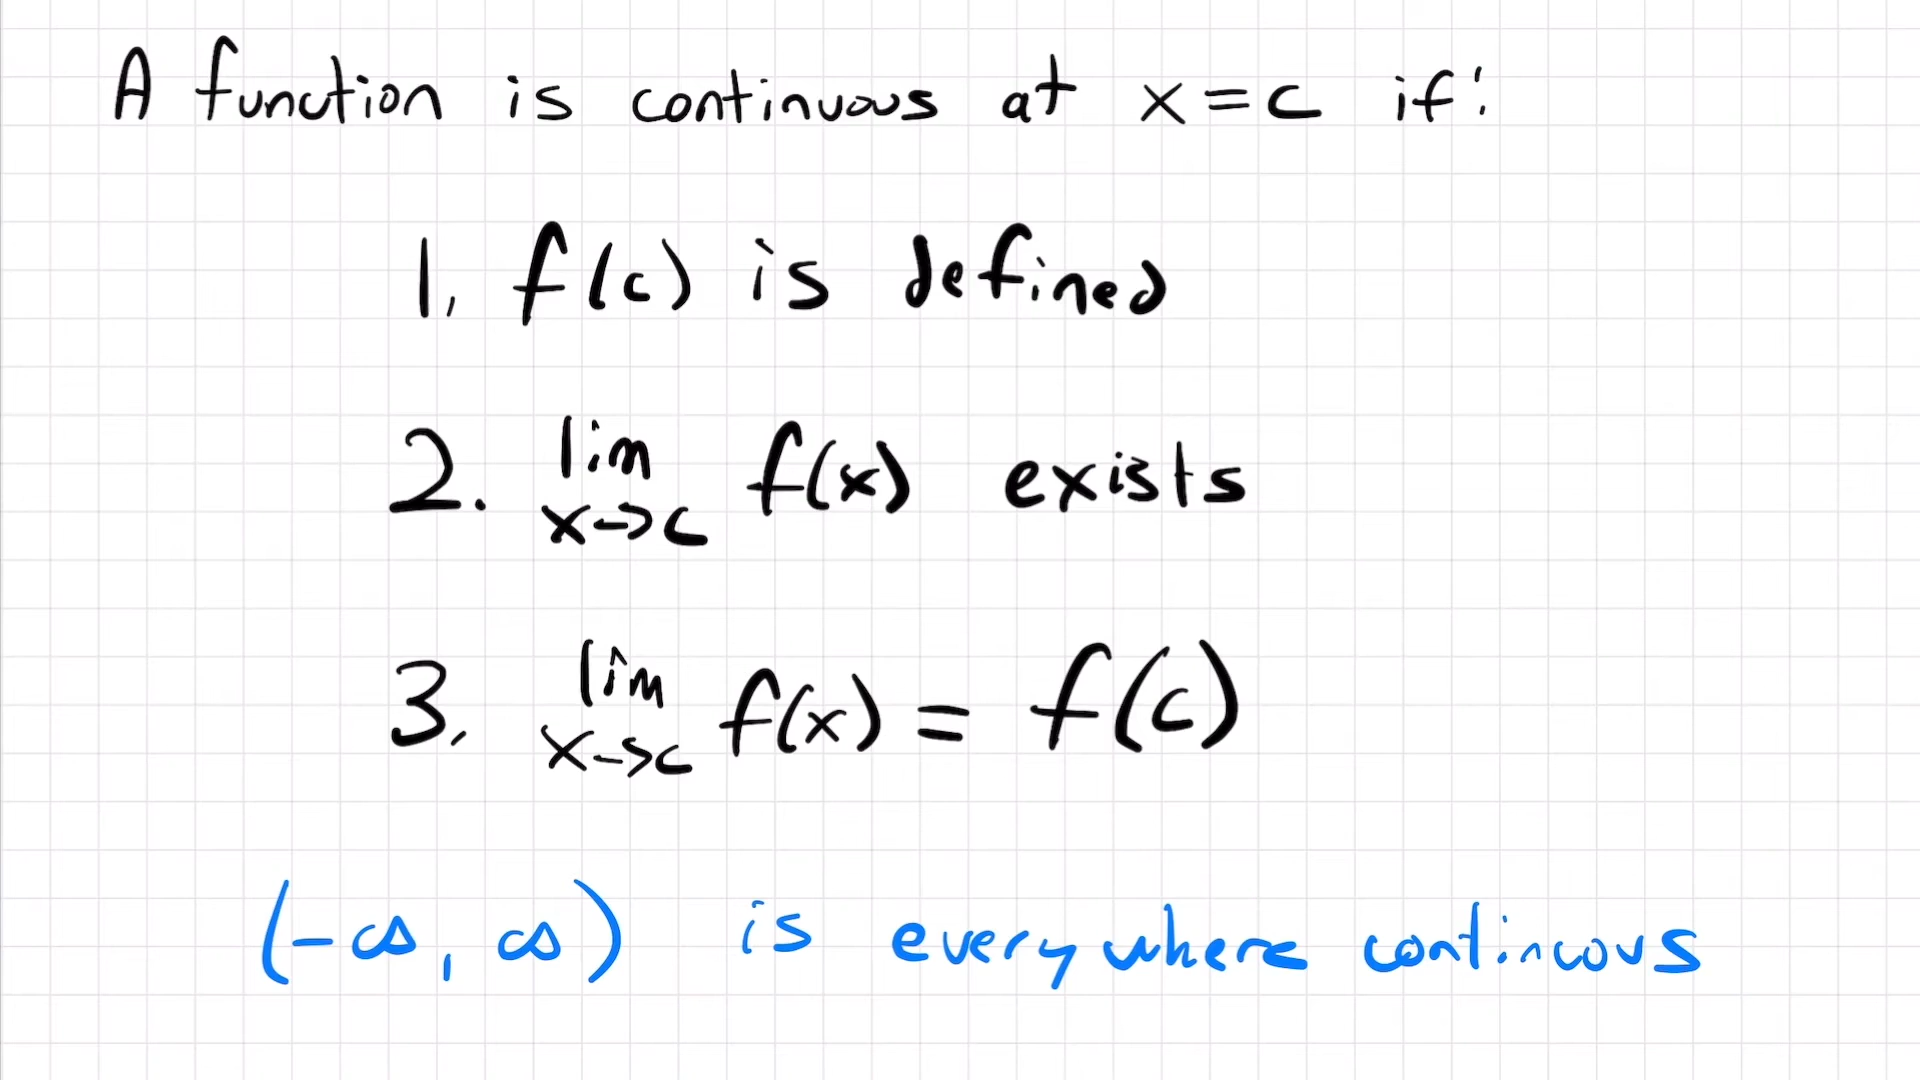 A function is continuous at x = c if:
1. f(c) is defined
2. lim x→c f(x) exists
3. lim x→c f(x) = f(c)
(-∞, ∞) is everywhere continuous